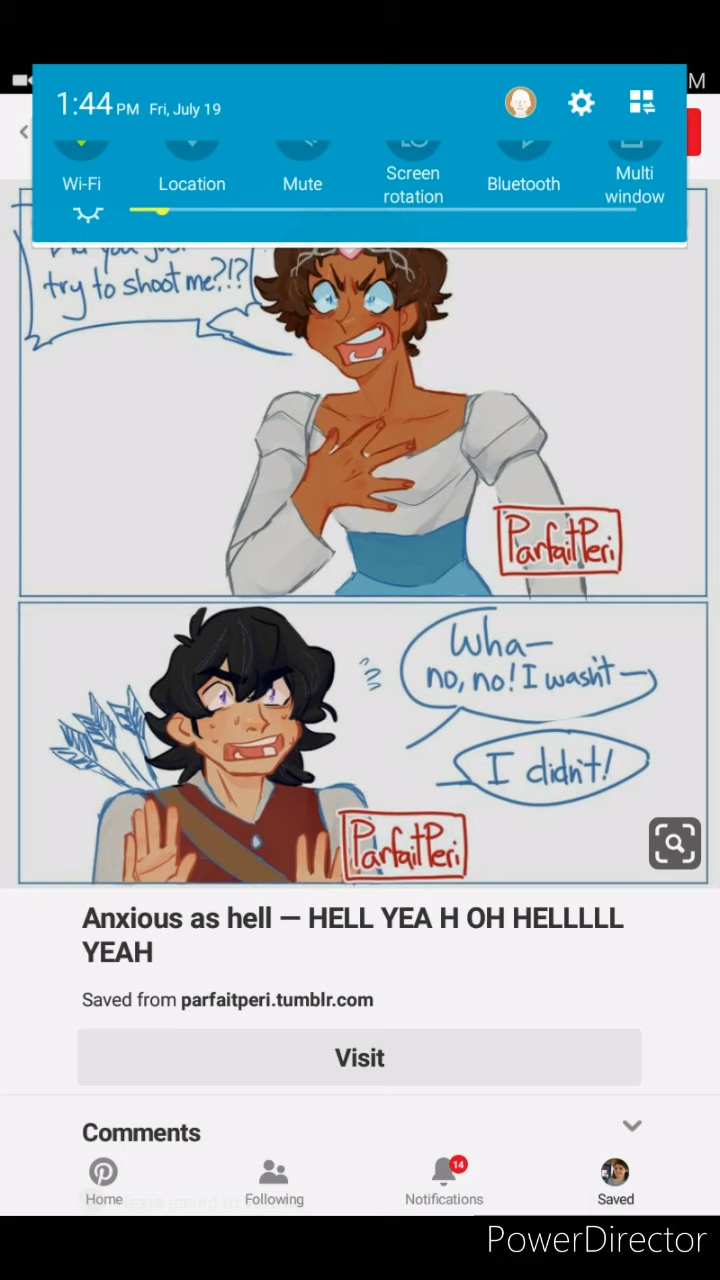 M
1:44 PM Fri, July 19
Wi-Fi
Location
Mute
Screen
rotation
Bluetooth
Multi
window
try to shoot me?!?
ParfaitPeri
Wha—
no, no! I wasn't—
I didn't!
ParfaitPeri
Anxious as hell — HELL YEA H OH HELLLLL
YEAH
Saved from parfaitperi.tumblr.com
Visit
Comments
14
Home
Following
Notifications
Saved
PowerDirector